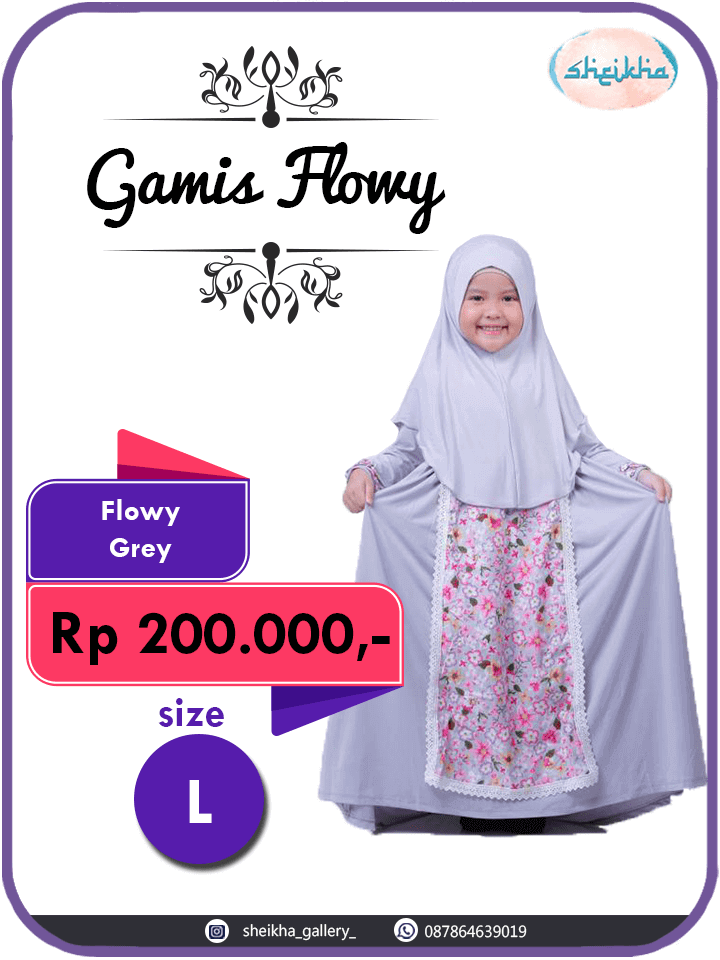 sheikha
Gamis Flowy
Flowy
Grey
Rp 200.000,-
size
L
sheikha_gallery_ 087864639019